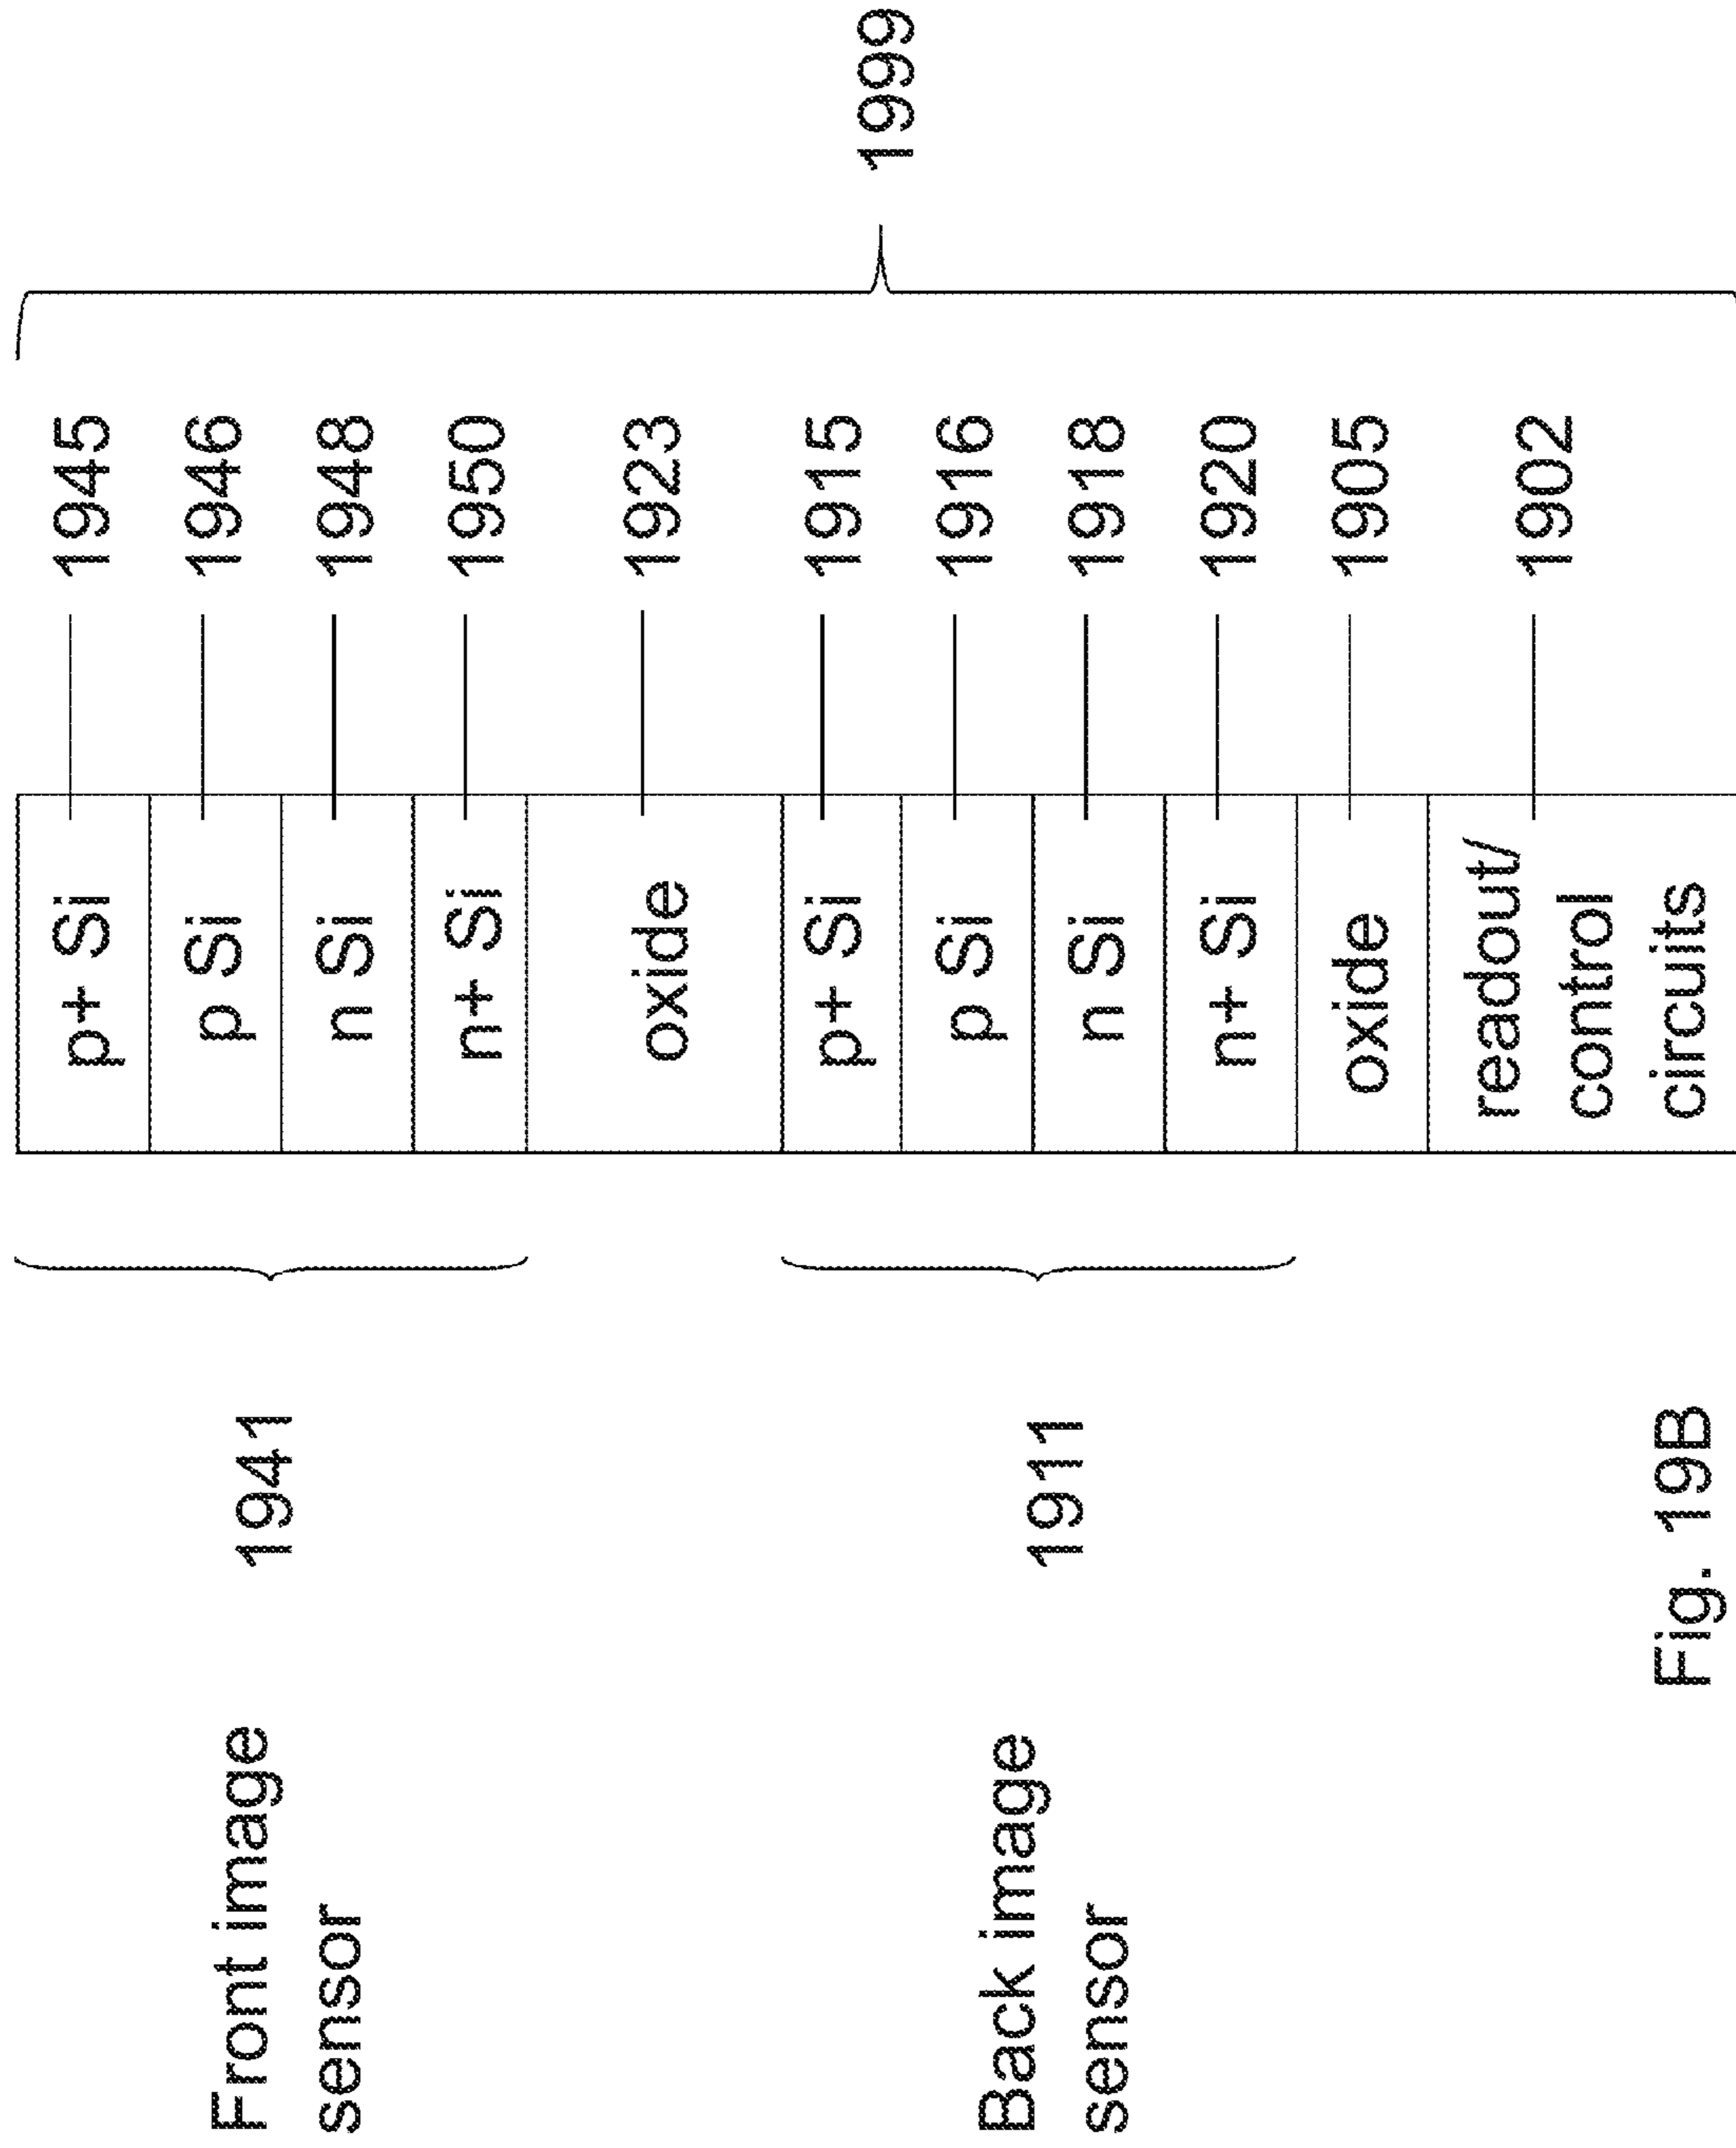 1999
p+ Si 1945
p Si 1946
n Si 1948
n+ Si 1950
oxide 1923
p+ Si 1915
p Si 1916
n Si 1918
n+ Si 1920
oxide 1905
readout/ 1902
control
circuits
Front image 1941
sensor
Back image 1911
sensor
Fig. 19B